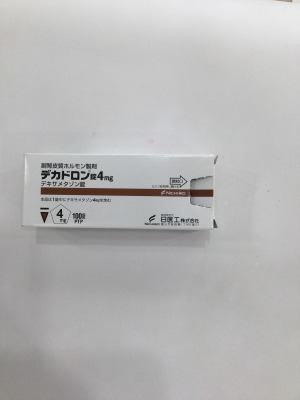 副腎皮質ホルモン製剤
デカドロン錠4mg
デキサメタゾン錠
NICHIIKO
4
mg
100錠
PTP
日医工株式会社